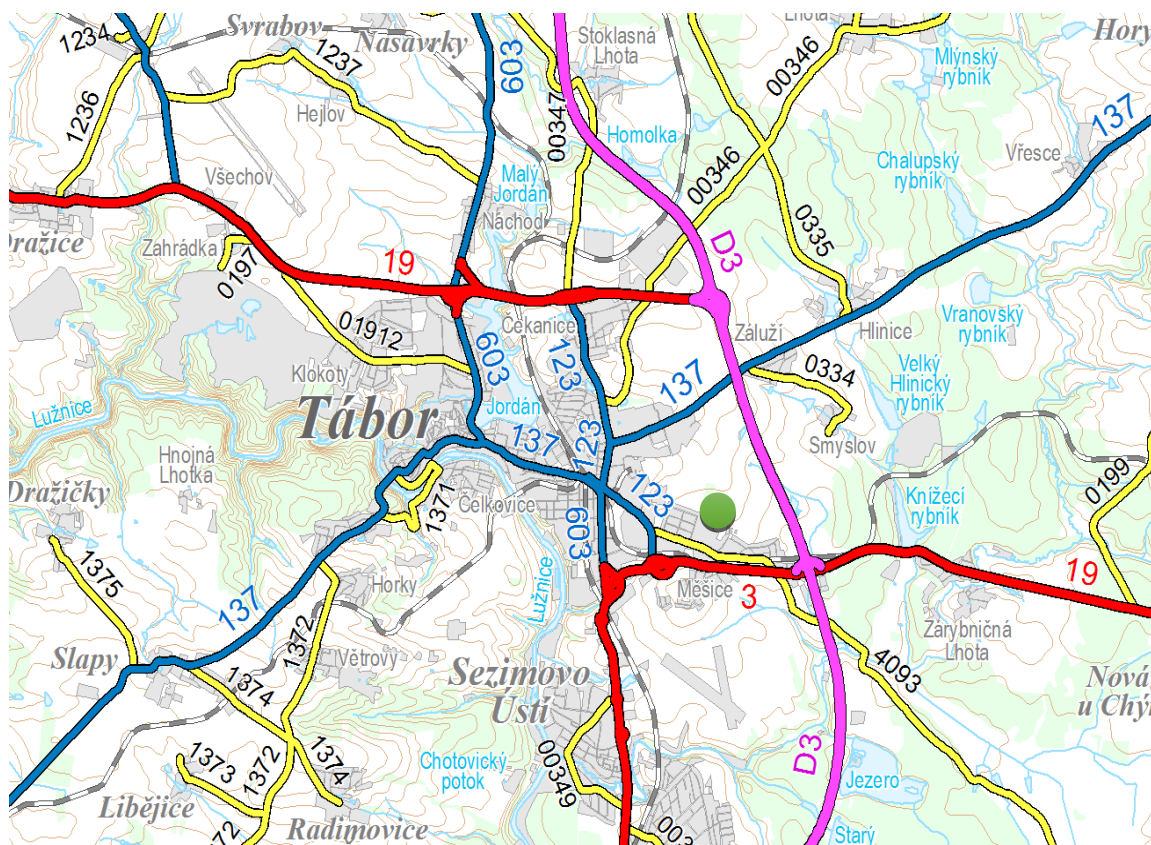 1234
Svrabov
Nasavrky
603
Stoklasná
Lhota
Lhota
00346
Mlýnský
rybník
Hory
1237
1236
Hejlov
00347
Homolka
00346
137
Vřesce
Chalupský
rybník
Všechov
Malý
Jordán
Náchod
Dražice
Zahrádka
0197
19
D3
0335
01912
Čekanice
Záluží
Hlinice
Vranovský
rybník
603
123
137
0334
Velký
Hlinický
rybník
Klokoty
Lužnice
Tábor
Jordán
137
123
Smyslov
Hnojná
Lhotka
Dražičky
1371
Čelkovice
603
123
Knížecí
rybník
0199
1375
Horky
Lužnice
Měšice
3
19
137
1372
Zárybničná
Lhota
Slapy
Větrovy
1374
Sezimovo
Ústí
4093
Nová
u Chý
1373
1372
1374
Chotovický
potok
00349
D3
Jezero
Libějice
Radimovice
72
003
Starý